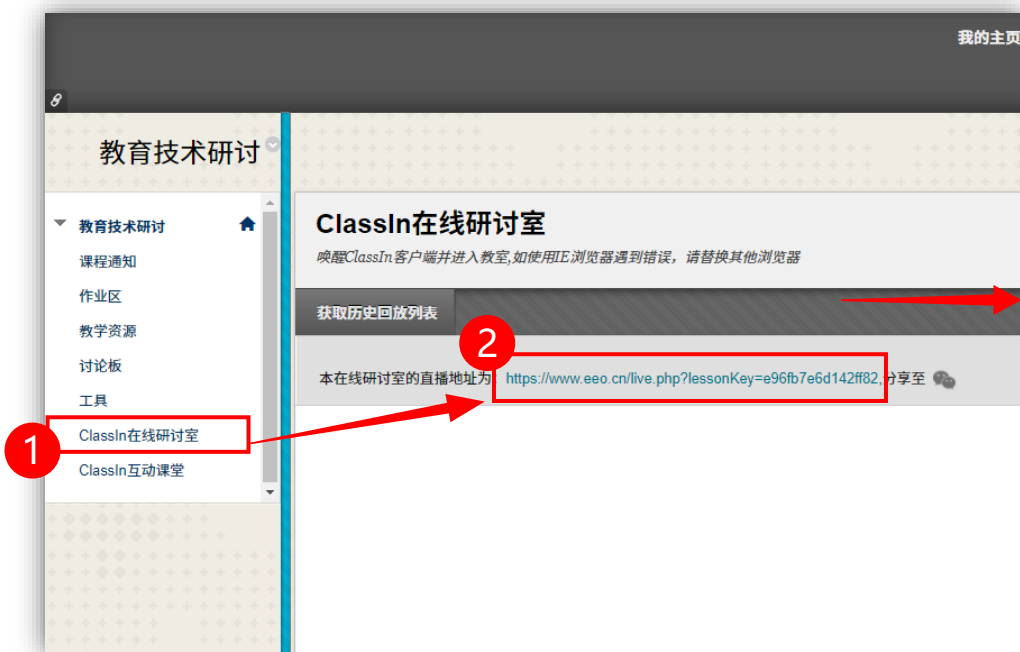 我的主页
教育技术研讨
教育技术研讨
课程通知
作业区
教学资源
讨论板
工具
ClassIn在线研讨室
ClassIn互动课堂
1
ClassIn在线研讨室
唤醒ClassIn客户端并进入教室,如使用IE浏览器遇到错误，请替换其他浏览器
获取历史回放列表
2
本在线研讨室的直播地址为: https://www.eeo.cn/live.php?lessonKey=e96fb7e6d142ff82,分享至